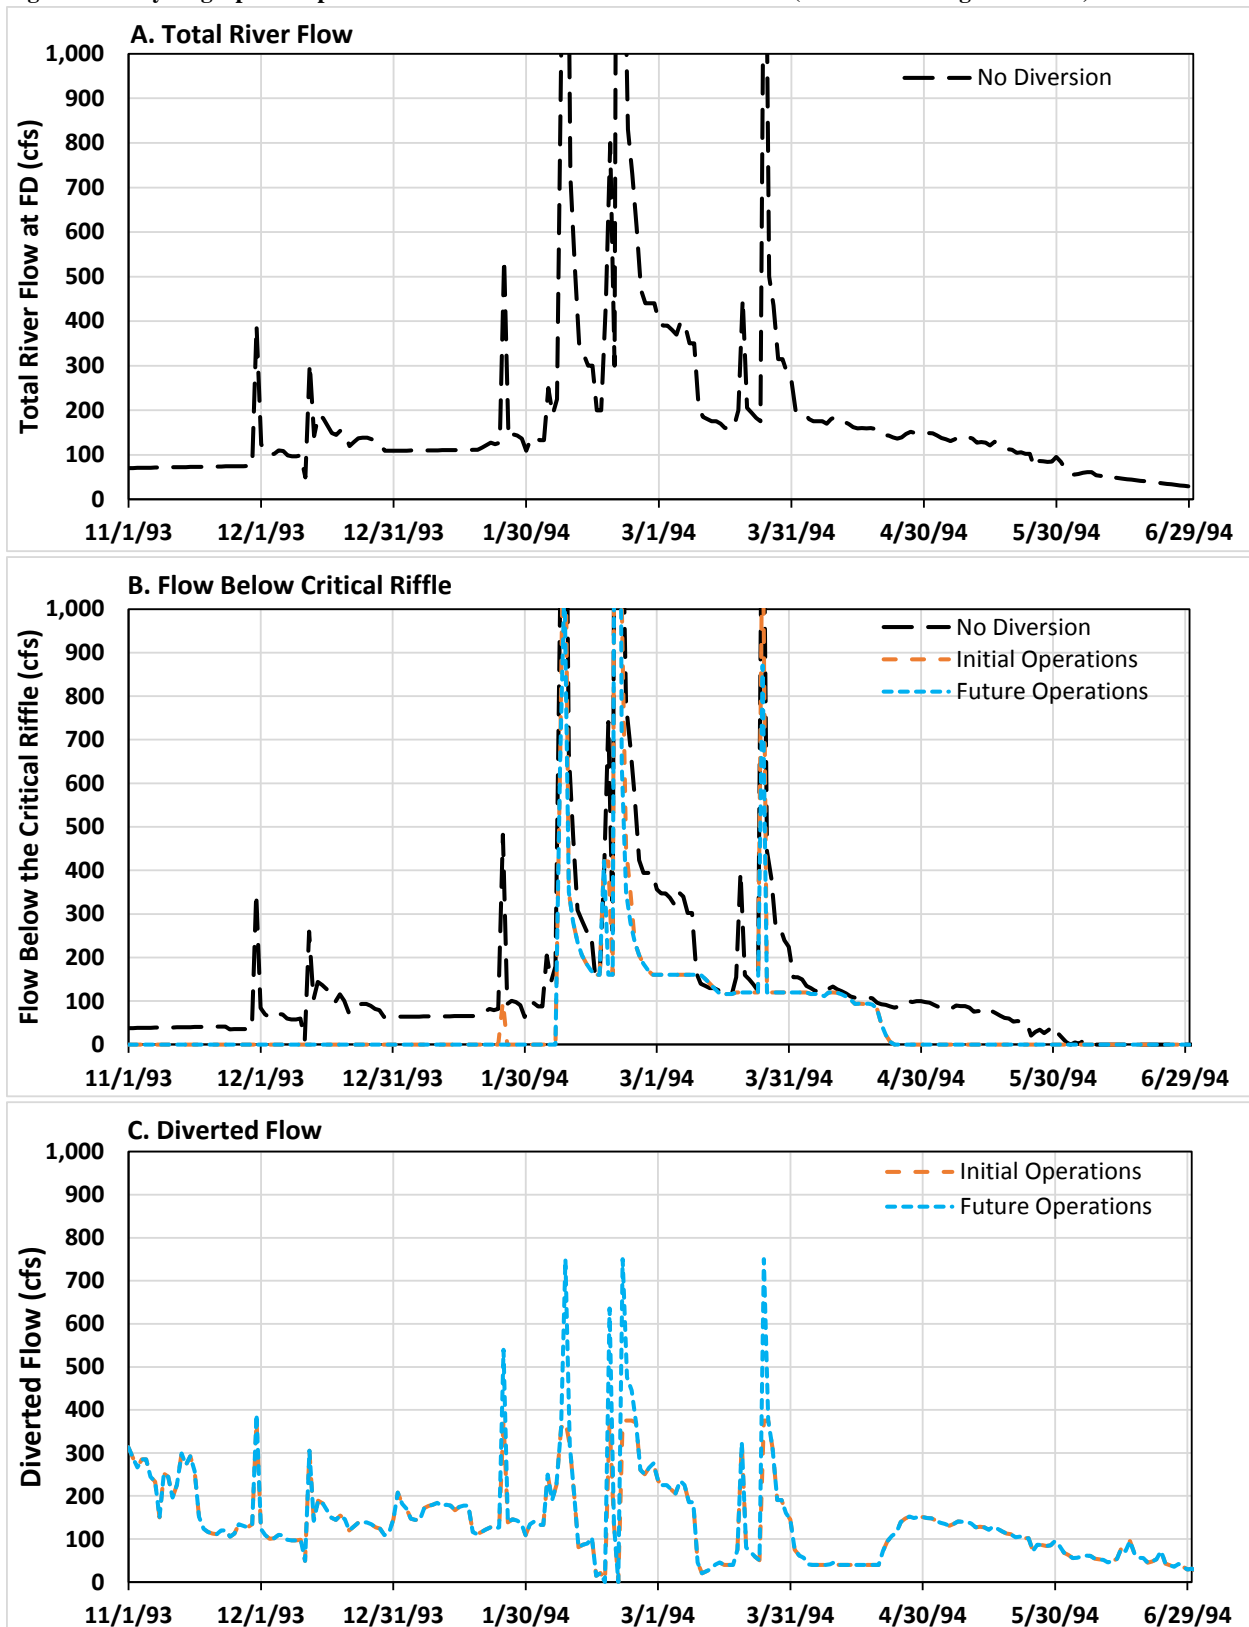 A. Total River Flow
1,000
900
800
700
600
500
400
300
200
100
0
Total River Flow at FD (cfs)
No Diversion
11/1/93 12/1/93 12/31/93 1/30/94 3/1/94 3/31/94 4/30/94 5/30/94 6/29/94
B. Flow Below Critical Riffle
1,000
900
800
700
600
500
400
300
200
100
0
Flow Below the Critical Riffle (cfs)
No Diversion
Initial Operations
Future Operations
11/1/93 12/1/93 12/31/93 1/30/94 3/1/94 3/31/94 4/30/94 5/30/94 6/29/94
C. Diverted Flow
1,000
900
800
700
600
500
400
300
200
100
0
Diverted Flow (cfs)
Initial Operations
Future Operations
11/1/93 12/1/93 12/31/93 1/30/94 3/1/94 3/31/94 4/30/94 5/30/94 6/29/94